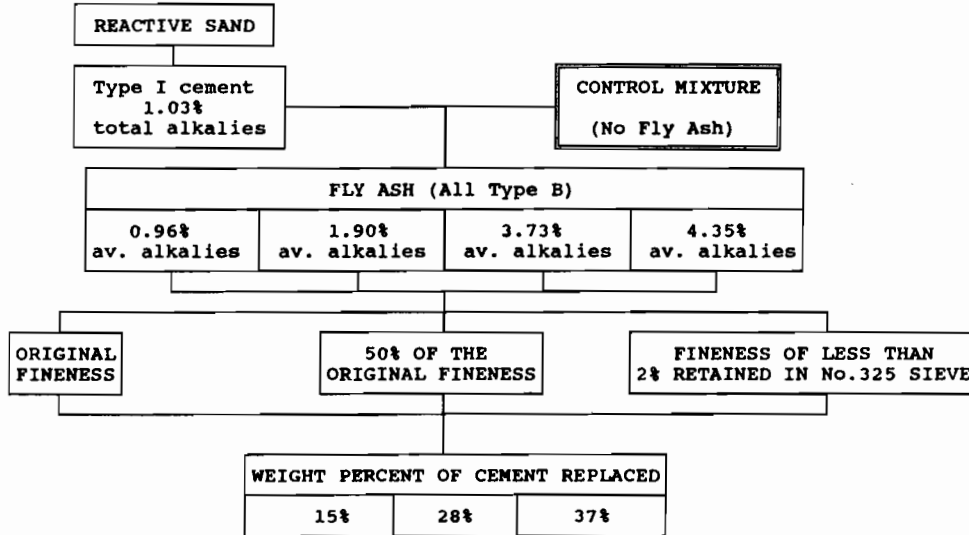 REACTIVE SAND
Type I cement
1.03%
total alkalies
CONTROL MIXTURE
(No Fly Ash)
FLY ASH (All Type B)
0.96%
av. alkalies
1.90%
av. alkalies
3.73%
av. alkalies
4.35%
av. alkalies
ORIGINAL
FINENESS
50% OF THE
ORIGINAL FINENESS
FINENESS OF LESS THAN
2% RETAINED IN No.325 SIEVE
WEIGHT PERCENT OF CEMENT REPLACED
15%
28%
37%